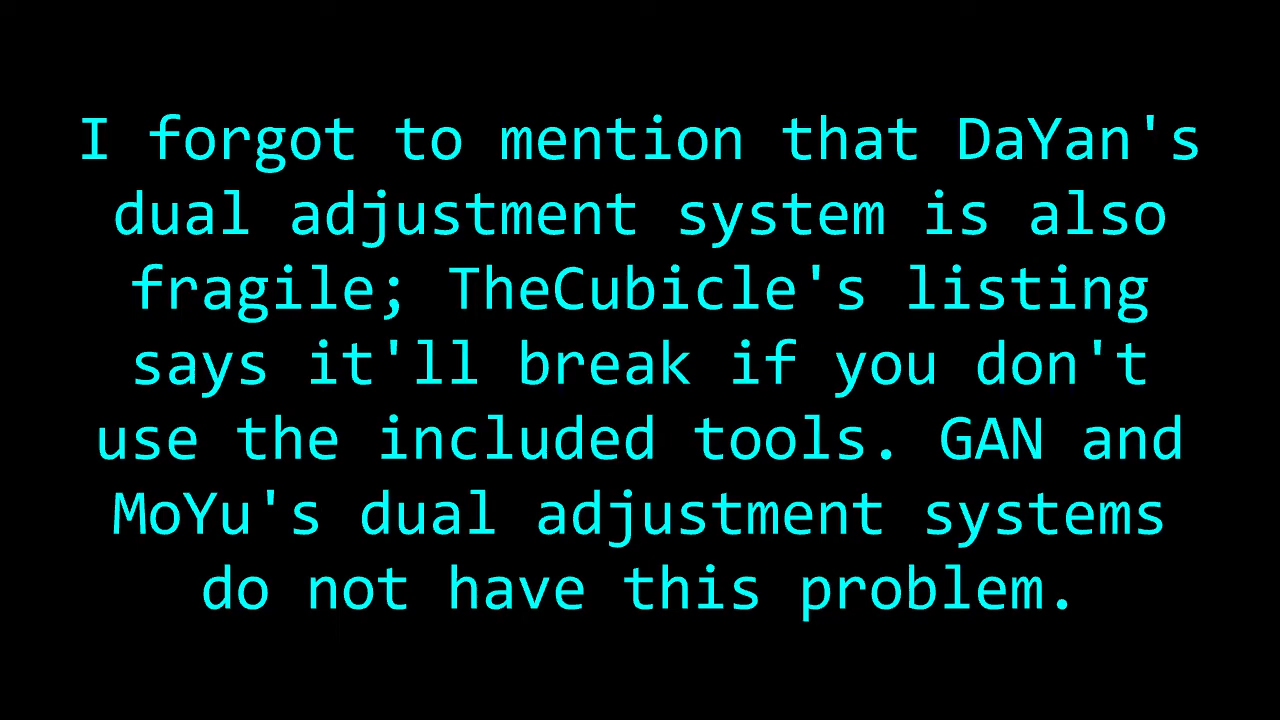 I forgot to mention that DaYan's
dual adjustment system is also
fragile; TheCubicle's listing
says it'll break if you don't
use the included tools. GAN and
MoYu's dual adjustment systems
do not have this problem.